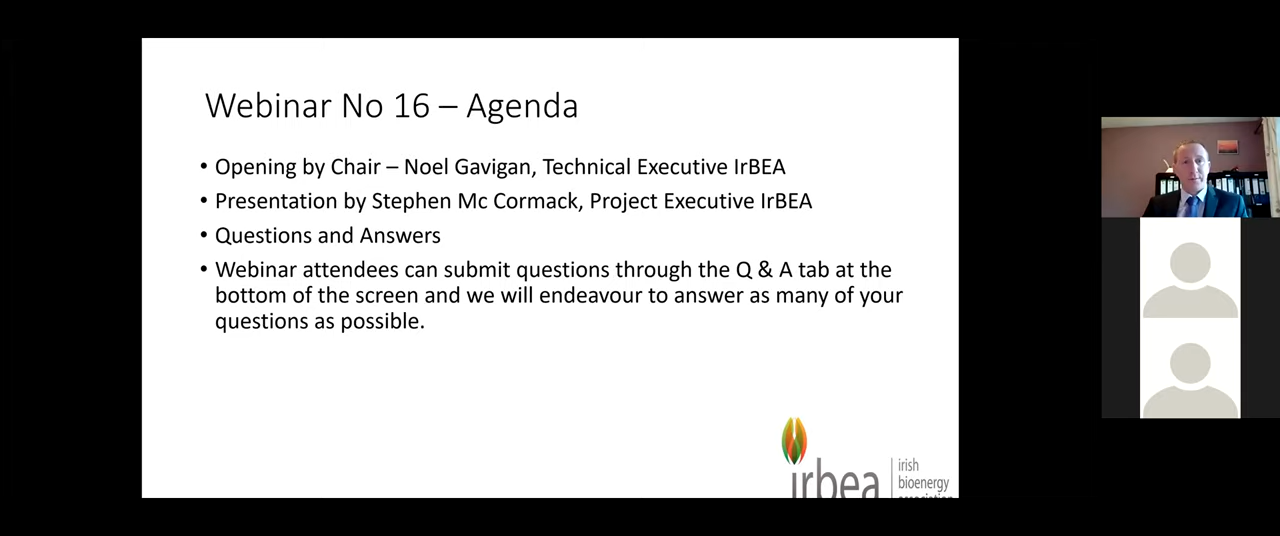 Webinar No 16 – Agenda
• Opening by Chair – Noel Gavigan, Technical Executive IrBEA
• Presentation by Stephen Mc Cormack, Project Executive IrBEA
• Questions and Answers
• Webinar attendees can submit questions through the Q & A tab at the
bottom of the screen and we will endeavour to answer as many of your
questions as possible.
irbea
irish
bioenergy
association